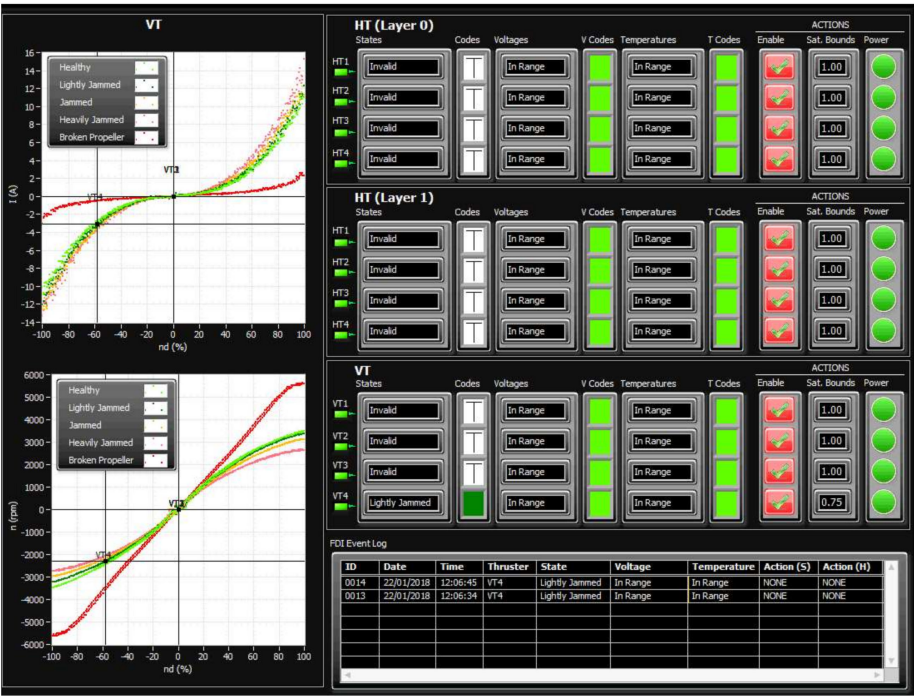 VT
16
14
12
10
8
6
4
2
0
-2
-4
-6
-8
-10
-12
-14
I (A)
Healthy
Lightly Jammed
Jammed
Heavily Jammed
Broken Propeller
VT4
-100 -80 -60 -40 -20 0 20 40 60 80 100
nd (%)
6000
5000
4000
3000
2000
1000
0
-1000
-2000
-3000
-4000
-5000
-6000
n (rpm)
Healthy
Lightly Jammed
Jammed
Heavily Jammed
Broken Propeller
VT4
-100 -80 -60 -40 -20 0 20 40 60 80 100
nd (%)
HT (Layer 0)
ACTIONS
States Codes Voltages V Codes Temperatures T Codes Enable Sat. Bounds Power
HT1 Invalid T In Range In Range 1.00
HT2 Invalid T In Range In Range 1.00
HT3 Invalid T In Range In Range 1.00
HT4 Invalid T In Range In Range 1.00
HT (Layer 1)
ACTIONS
States Codes Voltages V Codes Temperatures T Codes Enable Sat. Bounds Power
HT1 Invalid T In Range In Range 1.00
HT2 Invalid T In Range In Range 1.00
HT3 Invalid T In Range In Range 1.00
HT4 Invalid T In Range In Range 1.00
VT
ACTIONS
States Codes Voltages V Codes Temperatures T Codes Enable Sat. Bounds Power
VT1 Invalid T In Range In Range 1.00
VT2 Invalid T In Range In Range 1.00
VT3 Invalid T In Range In Range 1.00
VT4 Lightly Jammed In Range In Range 0.75
FDI Event Log
ID Date Time Thruster State Voltage Temperature Action (S) Action (H)
0014 22/01/2018 12:06:45 VT4 Lightly Jammed In Range In Range NONE NONE
0013 22/01/2018 12:06:34 VT4 Lightly Jammed In Range In Range NONE NONE